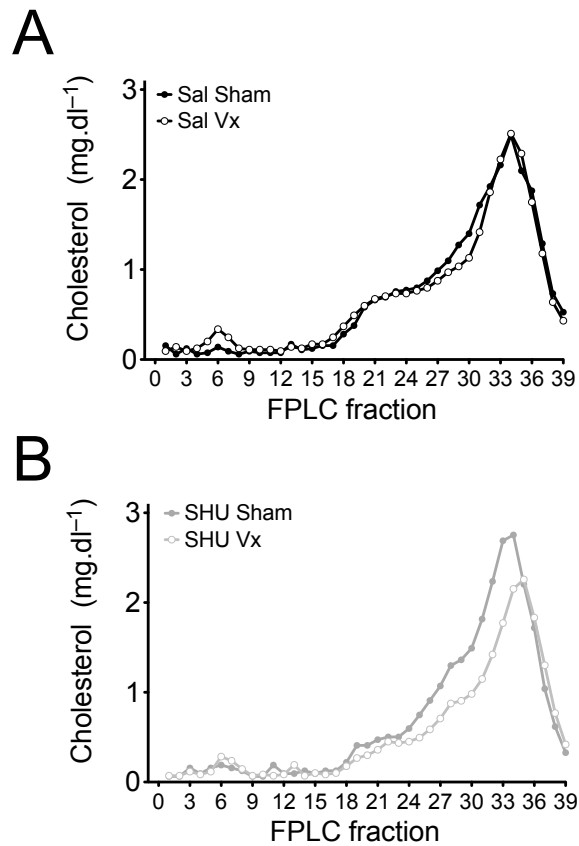 A
3
Sal Sham
Sal Vx
2
1
0
Cholesterol (mg.dl⁻¹)
0 3 6 9 12 15 18 21 24 27 30 33 36 39
FPLC fraction
B
3
SHU Sham
SHU Vx
2
1
0
Cholesterol (mg.dl⁻¹)
0 3 6 9 12 15 18 21 24 27 30 33 36 39
FPLC fraction